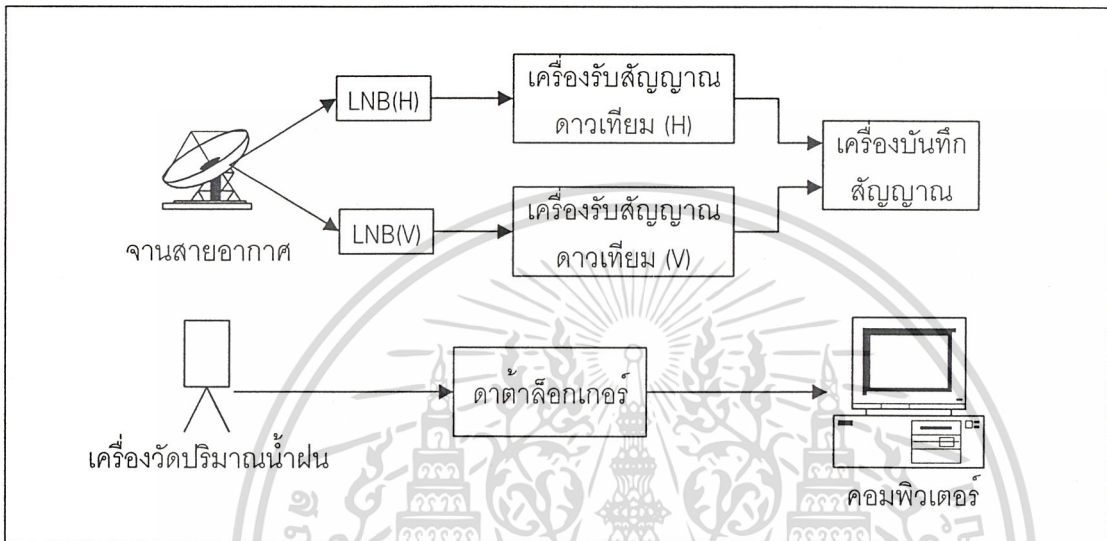 LNB(H)
เครื่องรับสัญญาณ
ดาวเทียม (H)
เครื่องบันทึก
สัญญาณ
LNB(V)
เครื่องรับสัญญาณ
ดาวเทียม (V)
จานสายอากาศ
ดาต้าล็อกเกอร์
เครื่องวัดปริมาณน้ำฝน
คอมพิวเตอร์